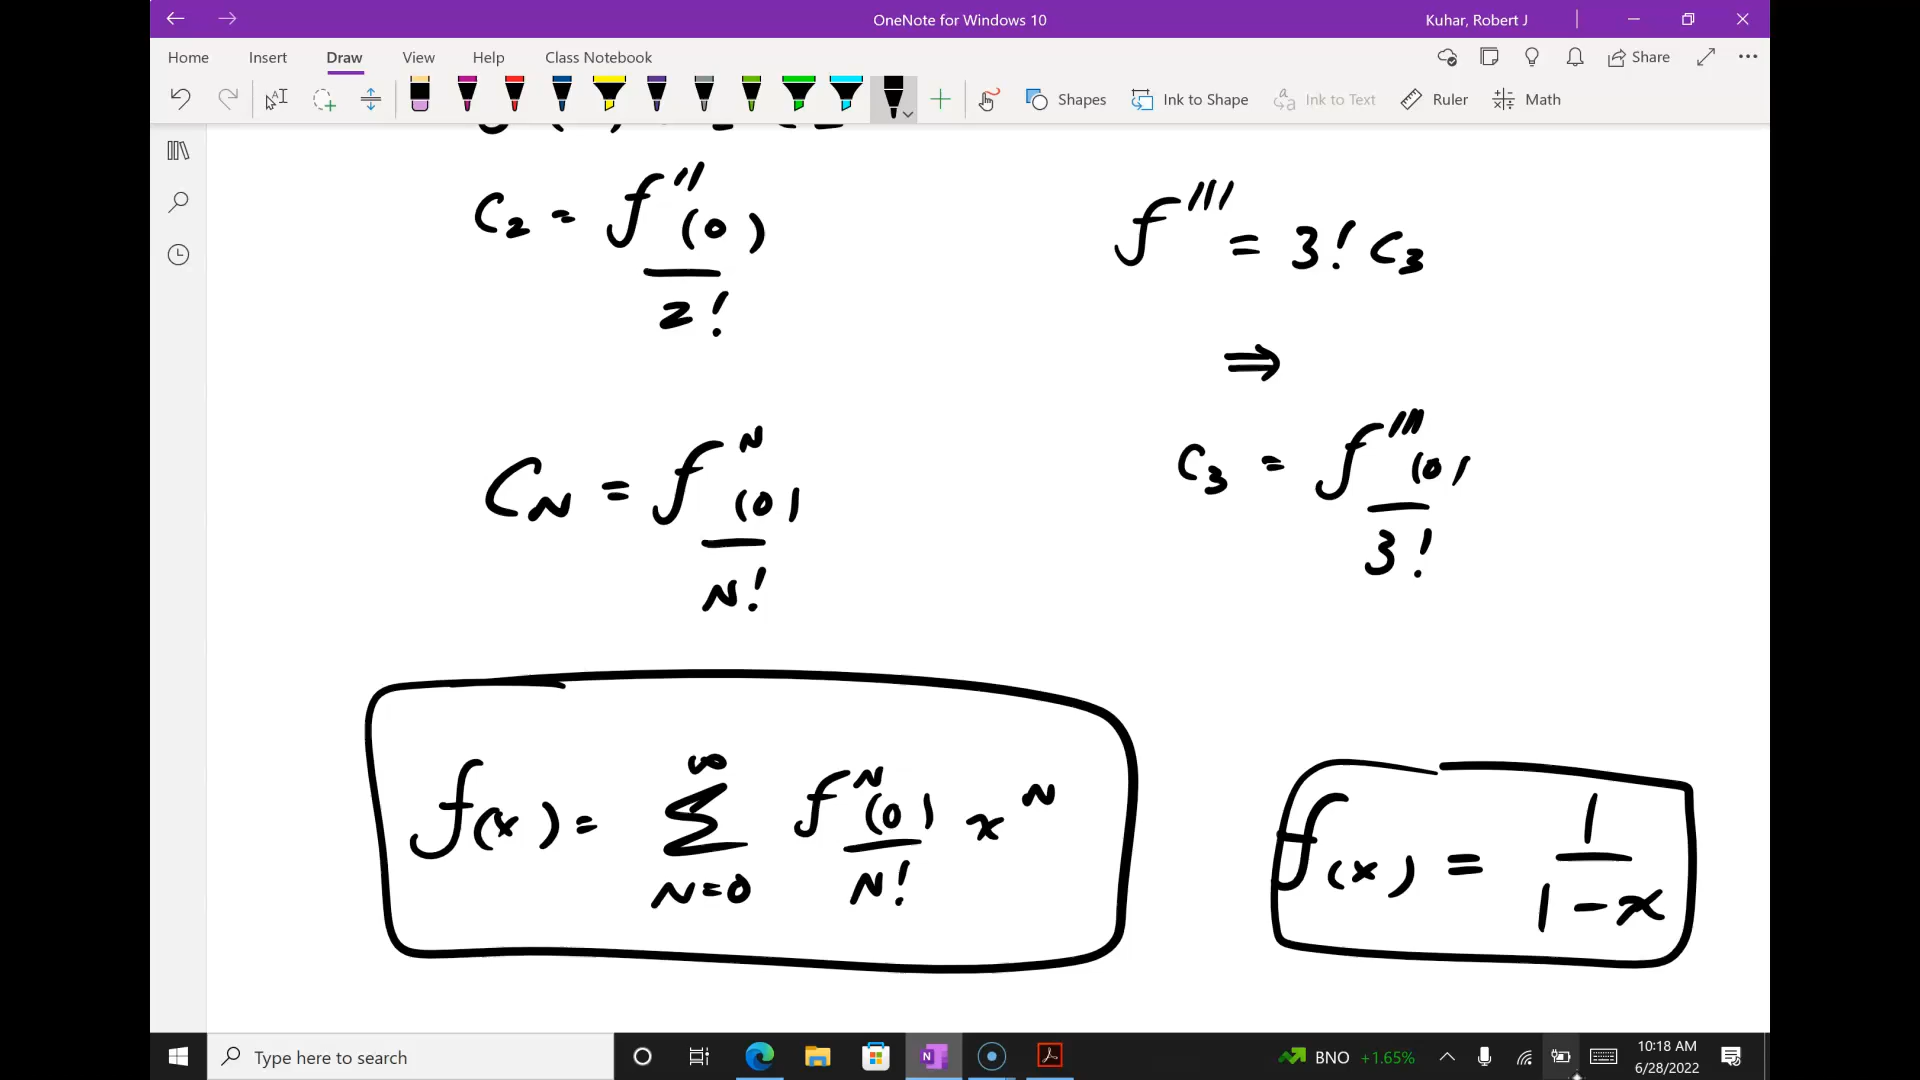 OneNote for Windows 10
Kuhar, Robert J
Home Insert Draw View Help Class Notebook Share
Shapes Ink to Shape Ink to Text Ruler Math
C₂ = f''(0) / 2!
f''' = 3! C₃
⇒
C_N = f^N(0) / N!
C₃ = f'''(0) / 3!
f(x) = ∞ Σ N=0 f^N(0) / N! x^N
f(x) = 1 / 1-x
Type here to search
BNO +1.65%
10:18 AM
6/28/2022